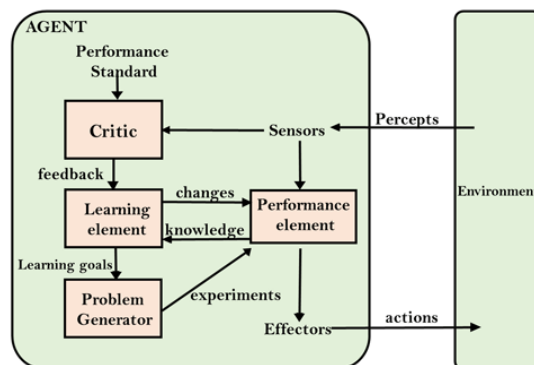 AGENT
Performance
Standard
Critic
Sensors
Percepts
feedback
changes
Learning
element
Performance
element
Environmen
knowledge
Learning goals
experiments
Problem
Generator
Effectors
actions